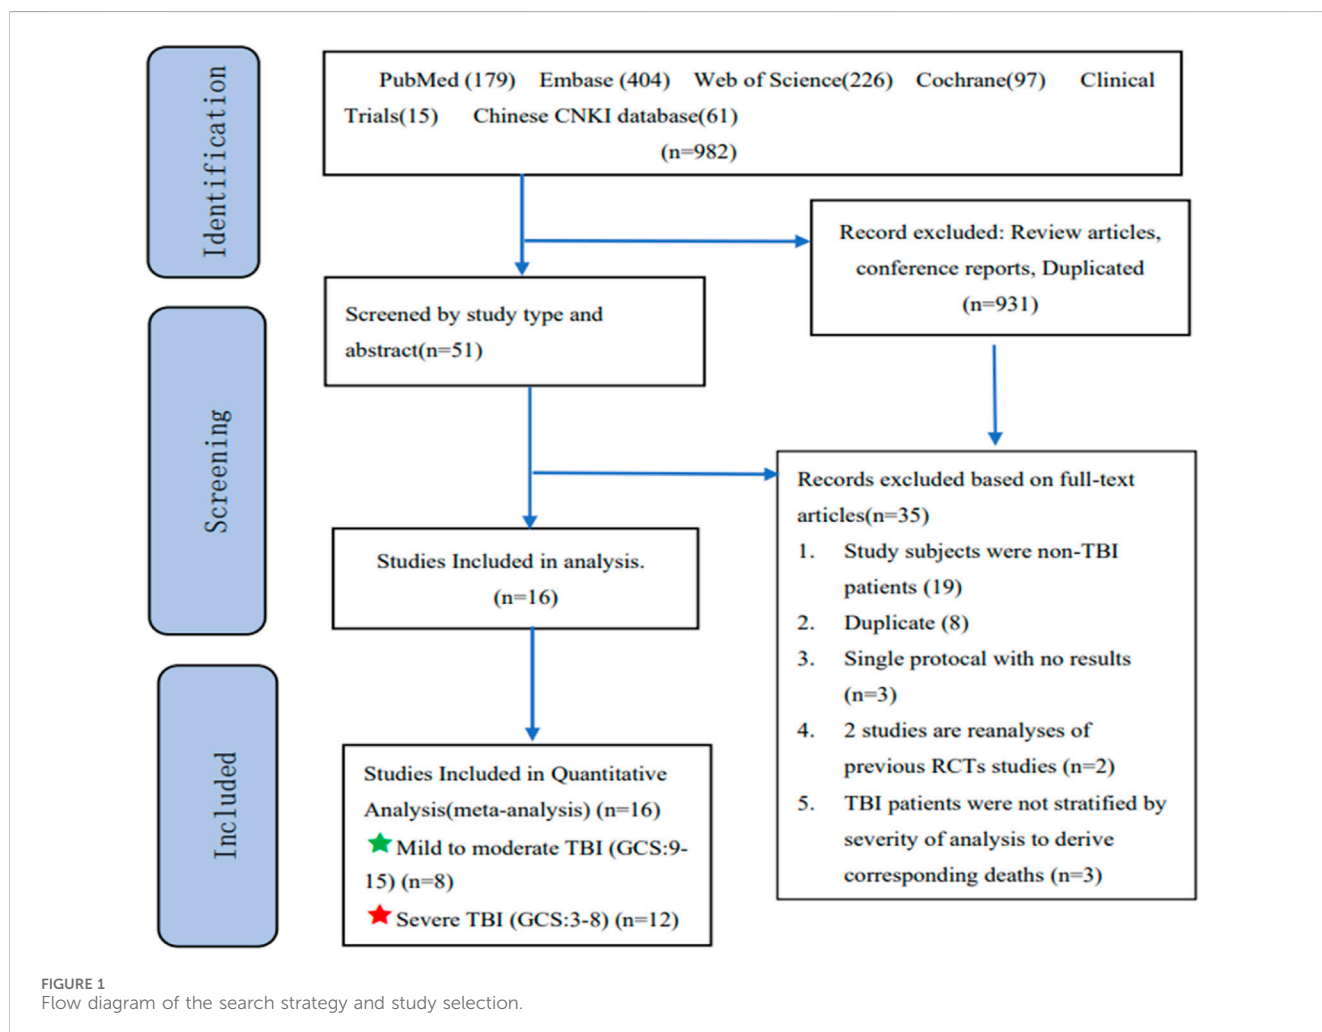 Identification
PubMed (179) Embase (404) Web of Science(226) Cochrane(97) Clinical
Trials(15) Chinese CNKI database(61)
(n=982)
Record excluded: Review articles,
conference reports, Duplicated
(n=931)
Screening
Screened by study type and
abstract(n=51)
Records excluded based on full-text
articles(n=35)
1. Study subjects were non-TBI
patients (19)
2. Duplicate (8)
3. Single protocal with no results
(n=3)
4. 2 studies are reanalyses of
previous RCTs studies (n=2)
5. TBI patients were not stratified by
severity of analysis to derive
corresponding deaths (n=3)
Studies Included in analysis.
(n=16)
Included
Studies Included in Quantitative
Analysis(meta-analysis) (n=16)
Mild to moderate TBI (GCS:9-
15) (n=8)
Severe TBI (GCS:3-8) (n=12)
FIGURE 1
Flow diagram of the search strategy and study selection.